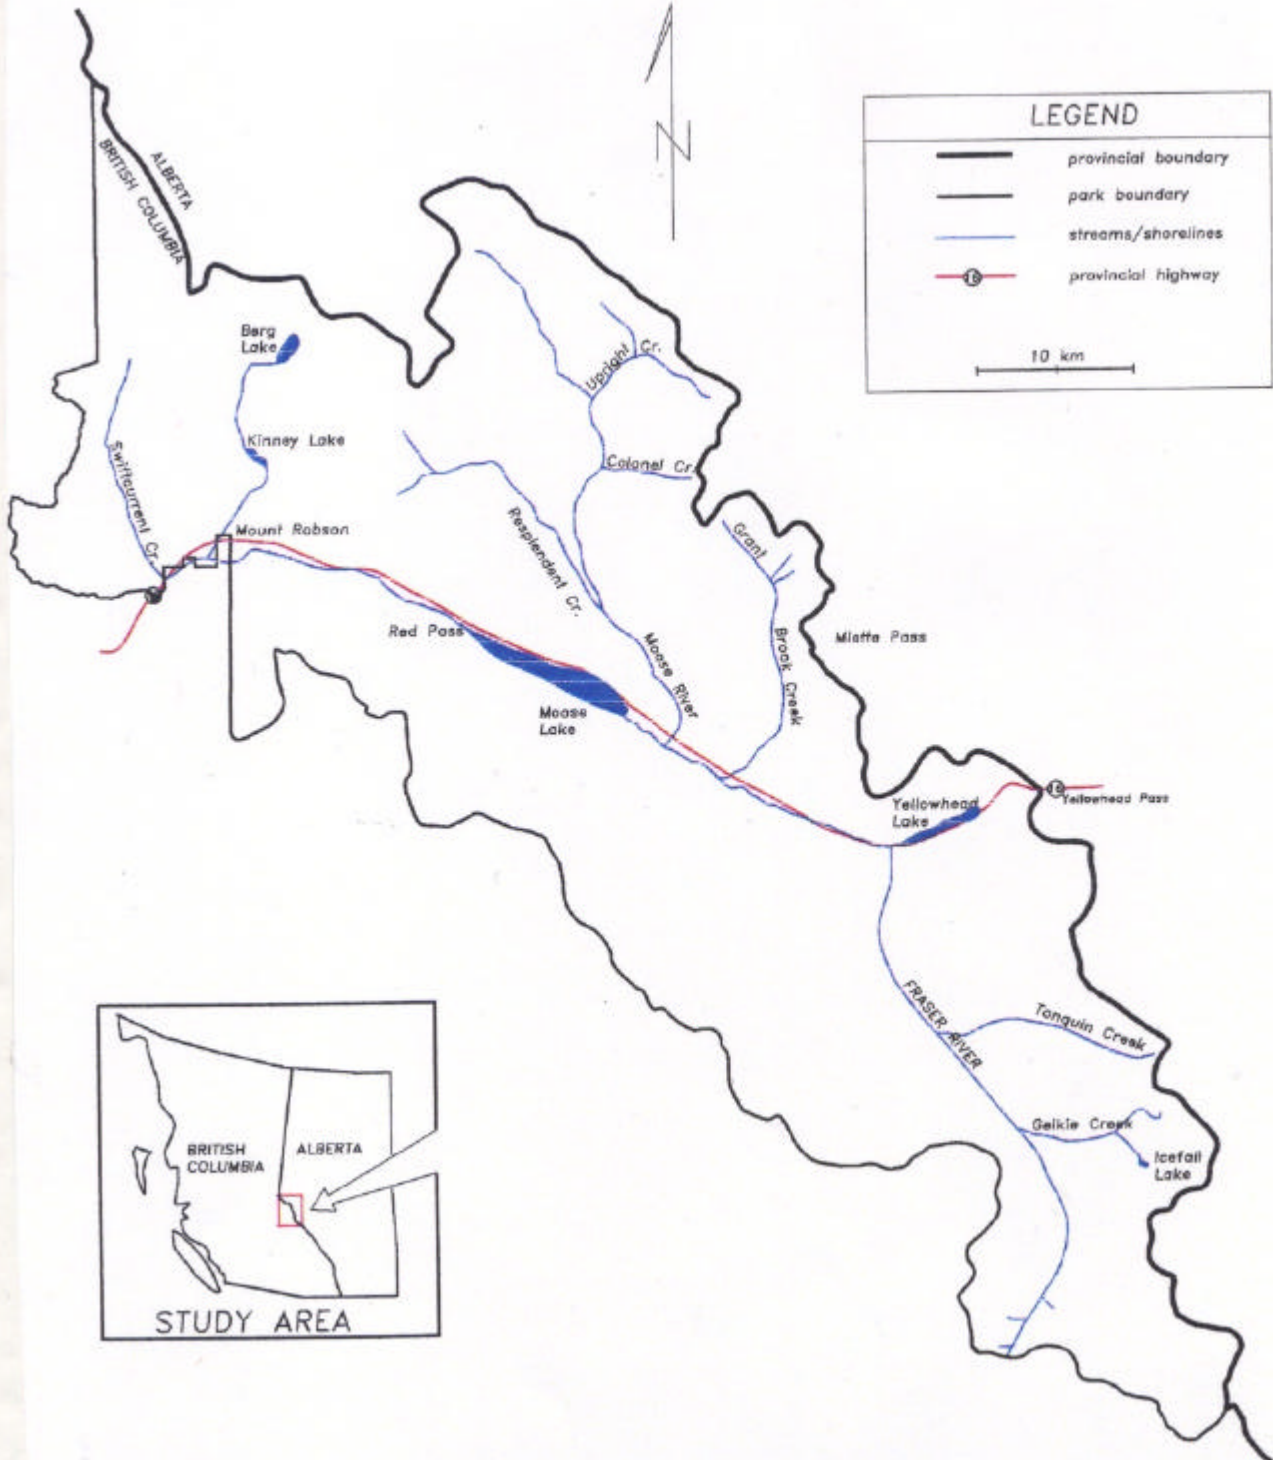 N
LEGEND
provincial boundary
park boundary
streams/shorelines
16
provincial highway
10 km
ALBERTA
BRITISH COLUMBIA
Berg
Lake
Upright Cr.
Kinney Lake
Swiftcurrent Cr.
Colonel Cr.
Mount Robson
Resplendent Cr.
Grant
Brook Creek
Red Pass
Moose River
Miette Pass
Moose
Lake
Yellowhead
Lake
16
Yellowhead Pass
FRASER RIVER
Tonquin Creek
Geikie Creek
Icefall
Lake
BRITISH
COLUMBIA
ALBERTA
STUDY AREA